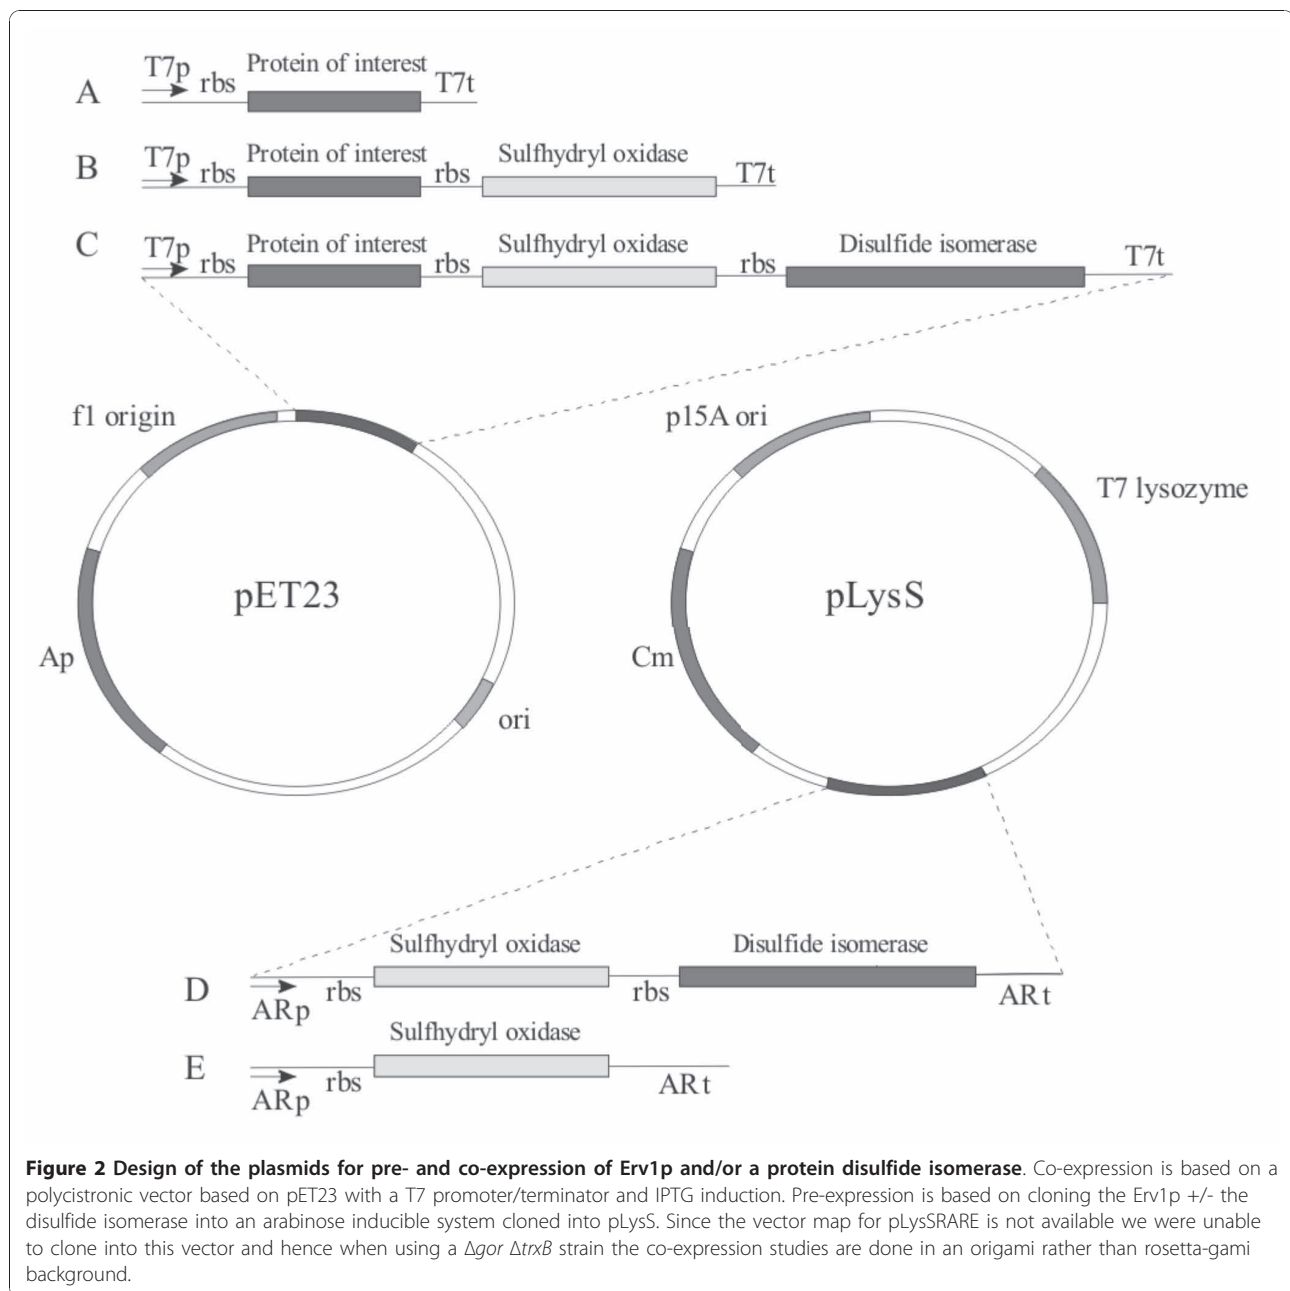 A T7p rbs Protein of interest T7t
B T7p rbs Protein of interest rbs Sulfhydryl oxidase T7t
C T7p rbs Protein of interest rbs Sulfhydryl oxidase rbs Disulfide isomerase T7t
f1 origin
p15A ori
T7 lysozyme
pET23
pLysS
Ap
Cm
ori
D ARp rbs Sulfhydryl oxidase rbs Disulfide isomerase ARt
E ARp rbs Sulfhydryl oxidase ARt
Figure 2 Design of the plasmids for pre- and co-expression of Erv1p and/or a protein disulfide isomerase. Co-expression is based on a
polycistronic vector based on pET23 with a T7 promoter/terminator and IPTG induction. Pre-expression is based on cloning the Erv1p +/- the
disulfide isomerase into an arabinose inducible system cloned into pLysS. Since the vector map for pLysSRARE is not available we were unable
to clone into this vector and hence when using a Δgor ΔtrxB strain the co-expression studies are done in an origami rather than rosetta-gami
background.